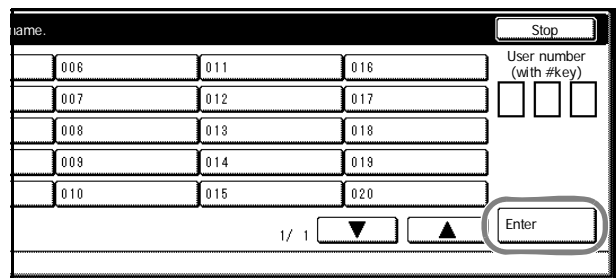 name. Stop
User number
(with #key)
006 011 016
007 012 017
008 013 018
009 014 019
010 015 020
1/ 1 ▼ ▲ Enter